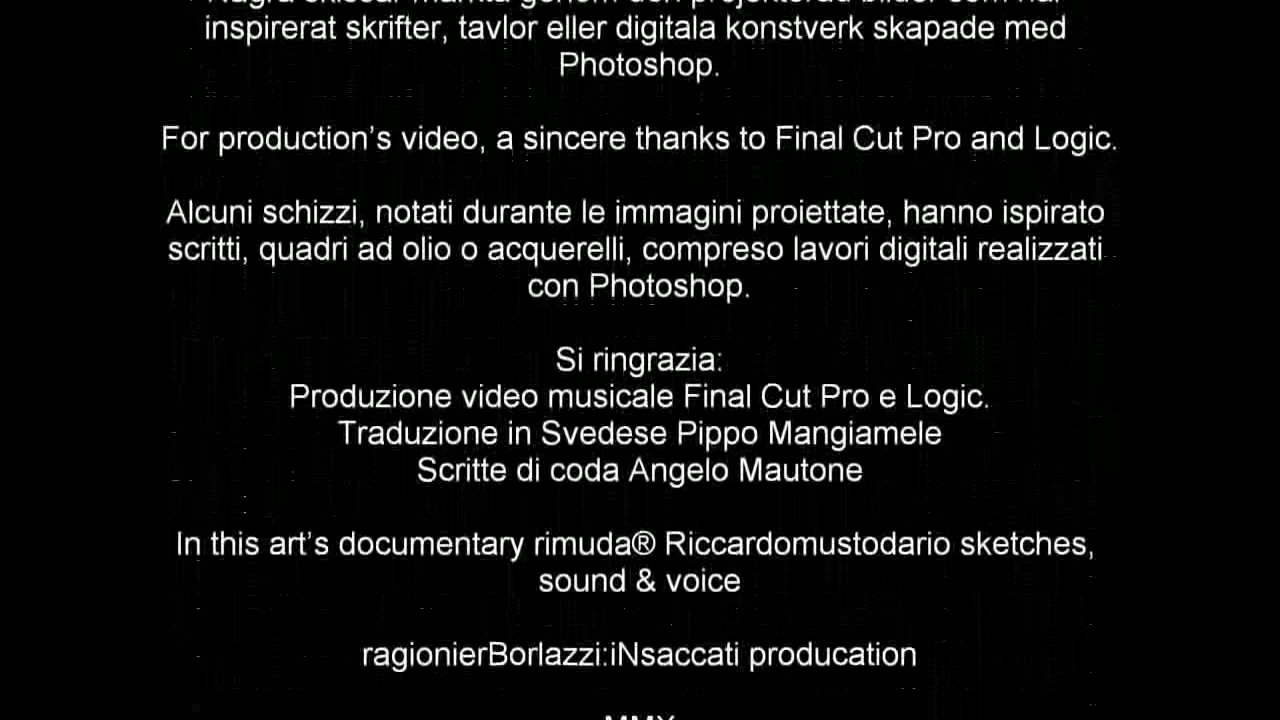 inspirerat skrifter, tavlor eller digitala konstverk skapade med
Photoshop.
For production’s video, a sincere thanks to Final Cut Pro and Logic.
Alcuni schizzi, notati durante le immagini proiettate, hanno ispirato
scritti, quadri ad olio o acquerelli, compreso lavori digitali realizzati
con Photoshop.
Si ringrazia:
Produzione video musicale Final Cut Pro e Logic.
Traduzione in Svedese Pippo Mangiamele
Scritte di coda Angelo Mautone
In this art’s documentary rimuda® Riccardomustodario sketches,
sound & voice
ragionierBorlazzi:iNsaccati producation